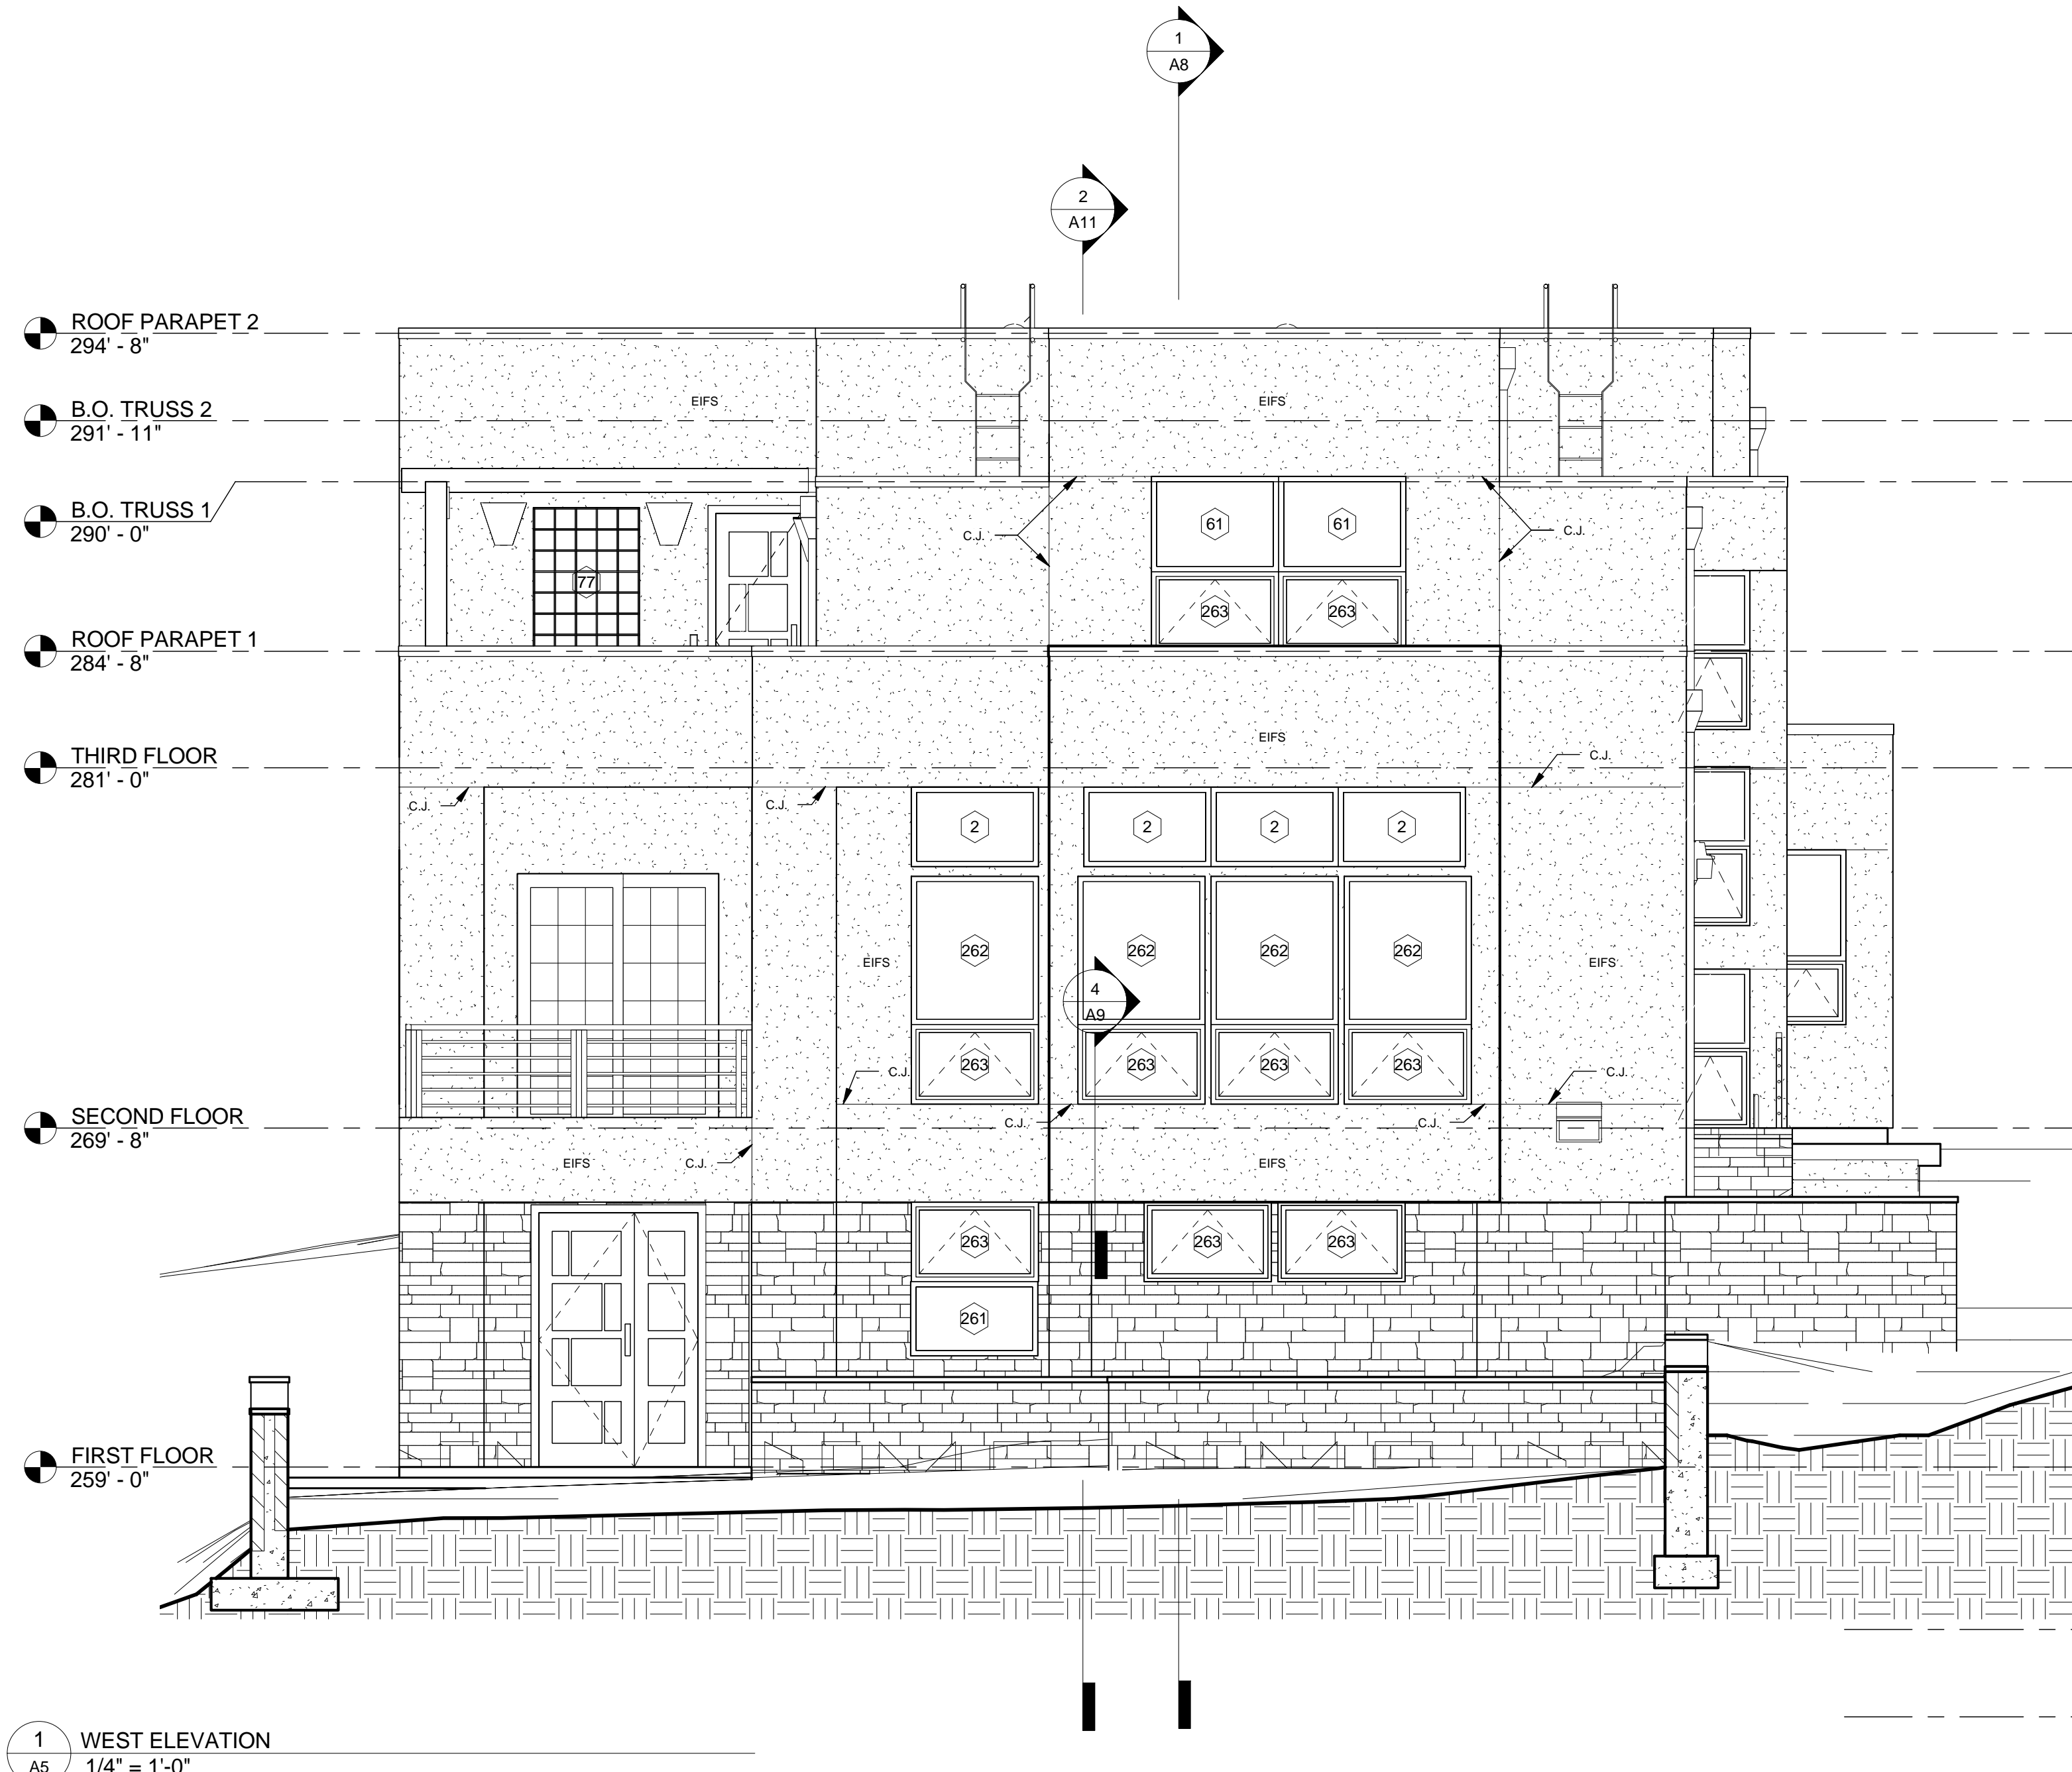 1
A8
2
A11
ROOF PARAPET 2
294' - 8"
EIFS
EIFS
B.O. TRUSS 2
291' - 11"
B.O. TRUSS 1
290' - 0"
61
61
C.J.
C.J.
77
263
263
ROOF PARAPET 1
284' - 8"
EIFS
THIRD FLOOR
281' - 0"
C.J.
C.J.
C.J.
2
2
2
2
262
262
262
262
EIFS
EIFS
4
A9
263
263
263
263
C.J.
C.J.
SECOND FLOOR
269' - 8"
C.J.
C.J.
EIFS
C.J.
EIFS
263
263
263
261
FIRST FLOOR
259' - 0"
1
A5
WEST ELEVATION
1/4" = 1'-0"